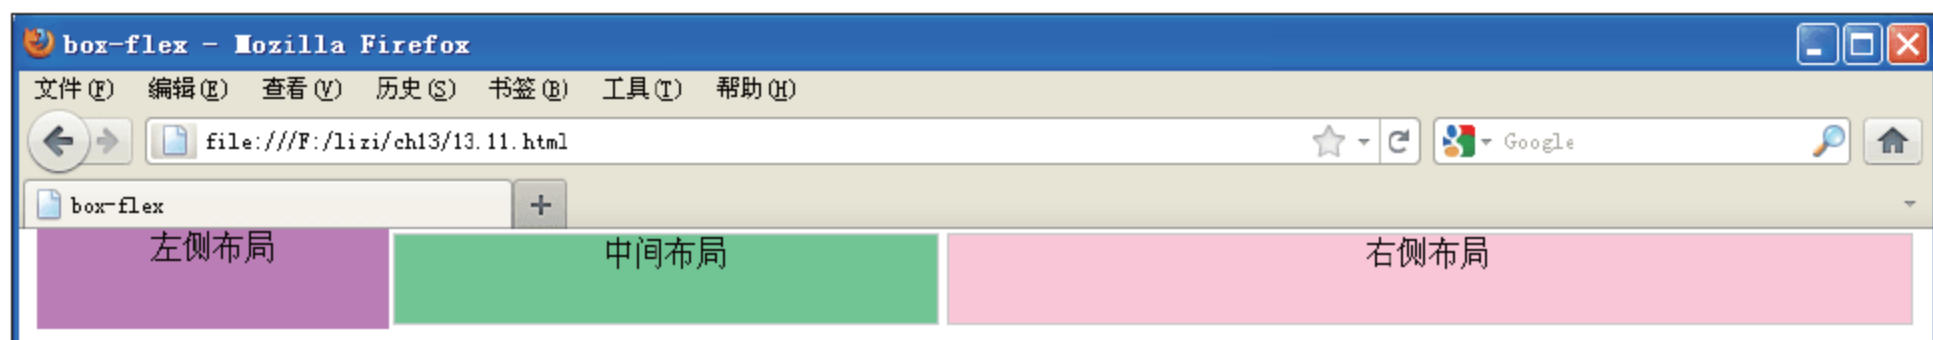 box-flex - Mozilla Firefox
文件(F) 编辑(E) 查看(V) 历史(S) 书签(B) 工具(T) 帮助(H)
file:///F:/lizi/ch13/13.11.html Google
box-flex
左侧布局 中间布局 右侧布局